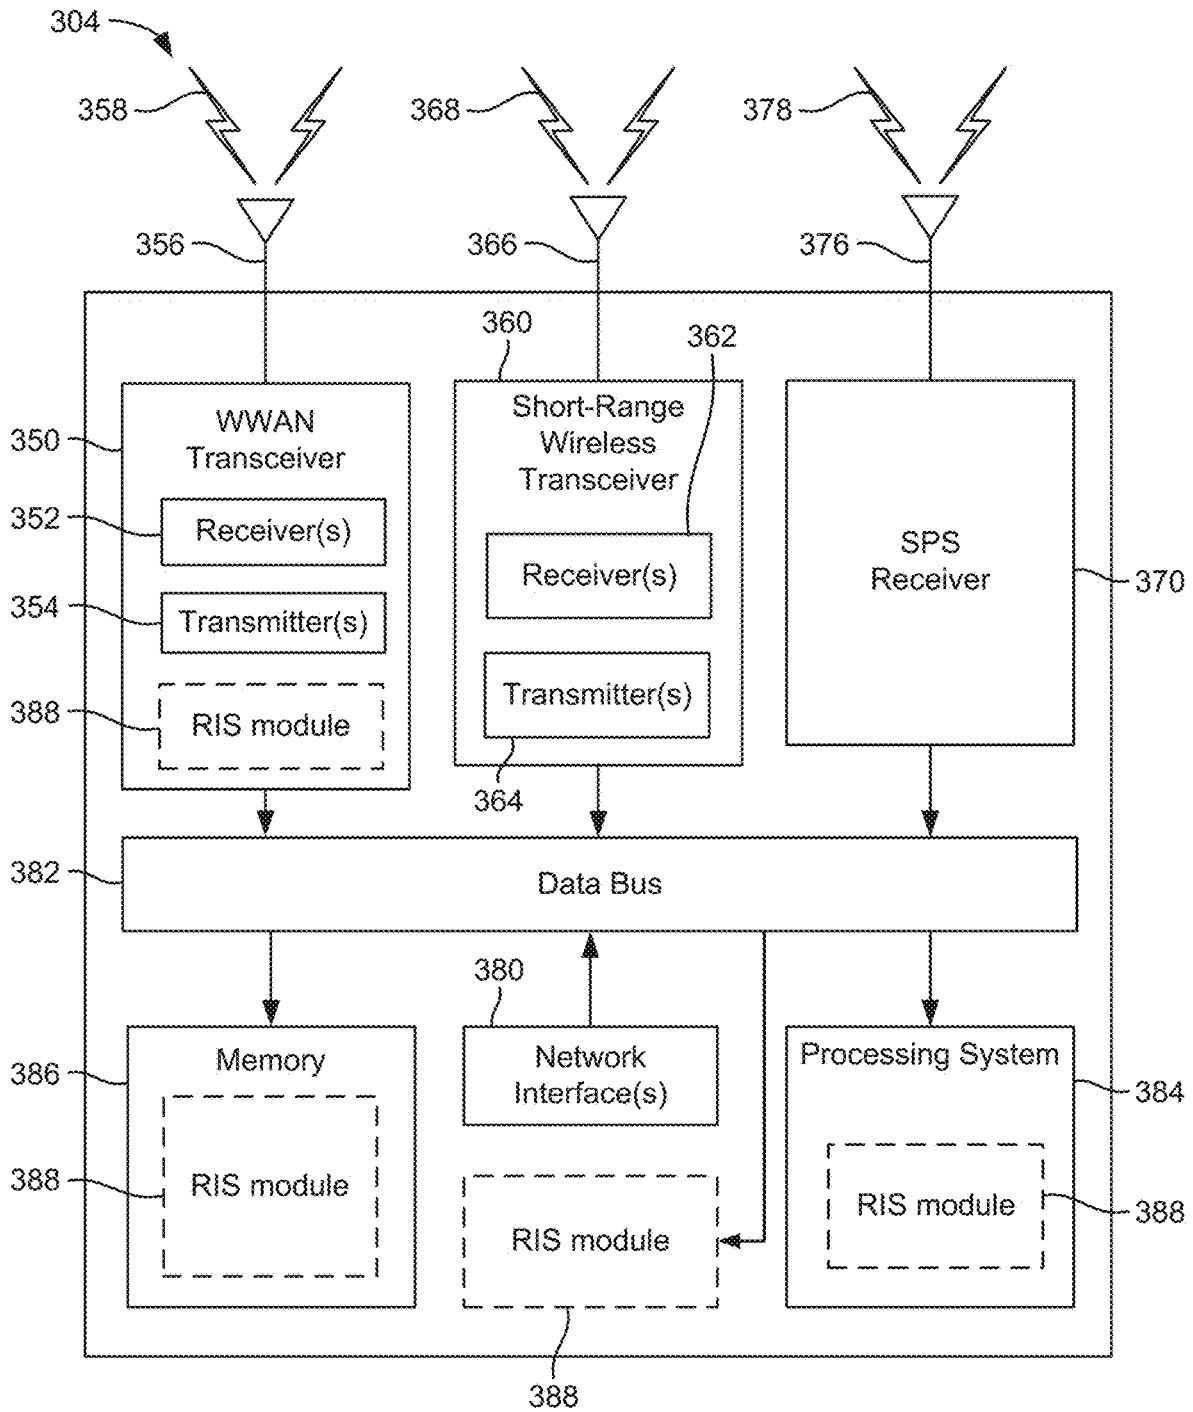 304
358
368
378
356
366
376
360
362
350
WWAN
Transceiver
Short-Range
Wireless
Transceiver
352
Receiver(s)
Receiver(s)
SPS
Receiver
370
354
Transmitter(s)
Transmitter(s)
388
RIS module
364
382
Data Bus
380
386
Memory
Network
Interface(s)
Processing System
384
388
RIS module
RIS module
RIS module
388
388